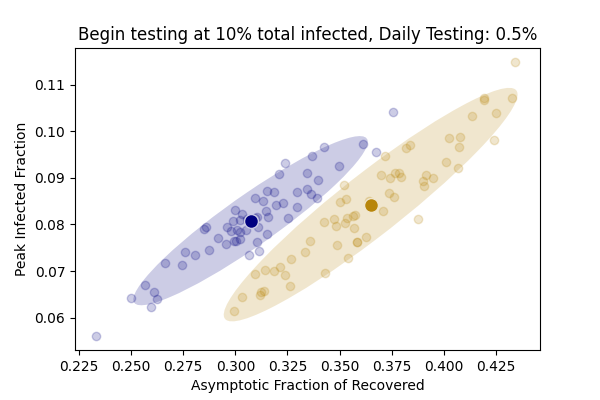 Begin testing at 10% total infected, Daily Testing: 0.5%
Peak Infected Fraction
0.11
0.10
0.09
0.08
0.07
0.06
0.225 0.250 0.275 0.300 0.325 0.350 0.375 0.400 0.425
Asymptotic Fraction of Recovered